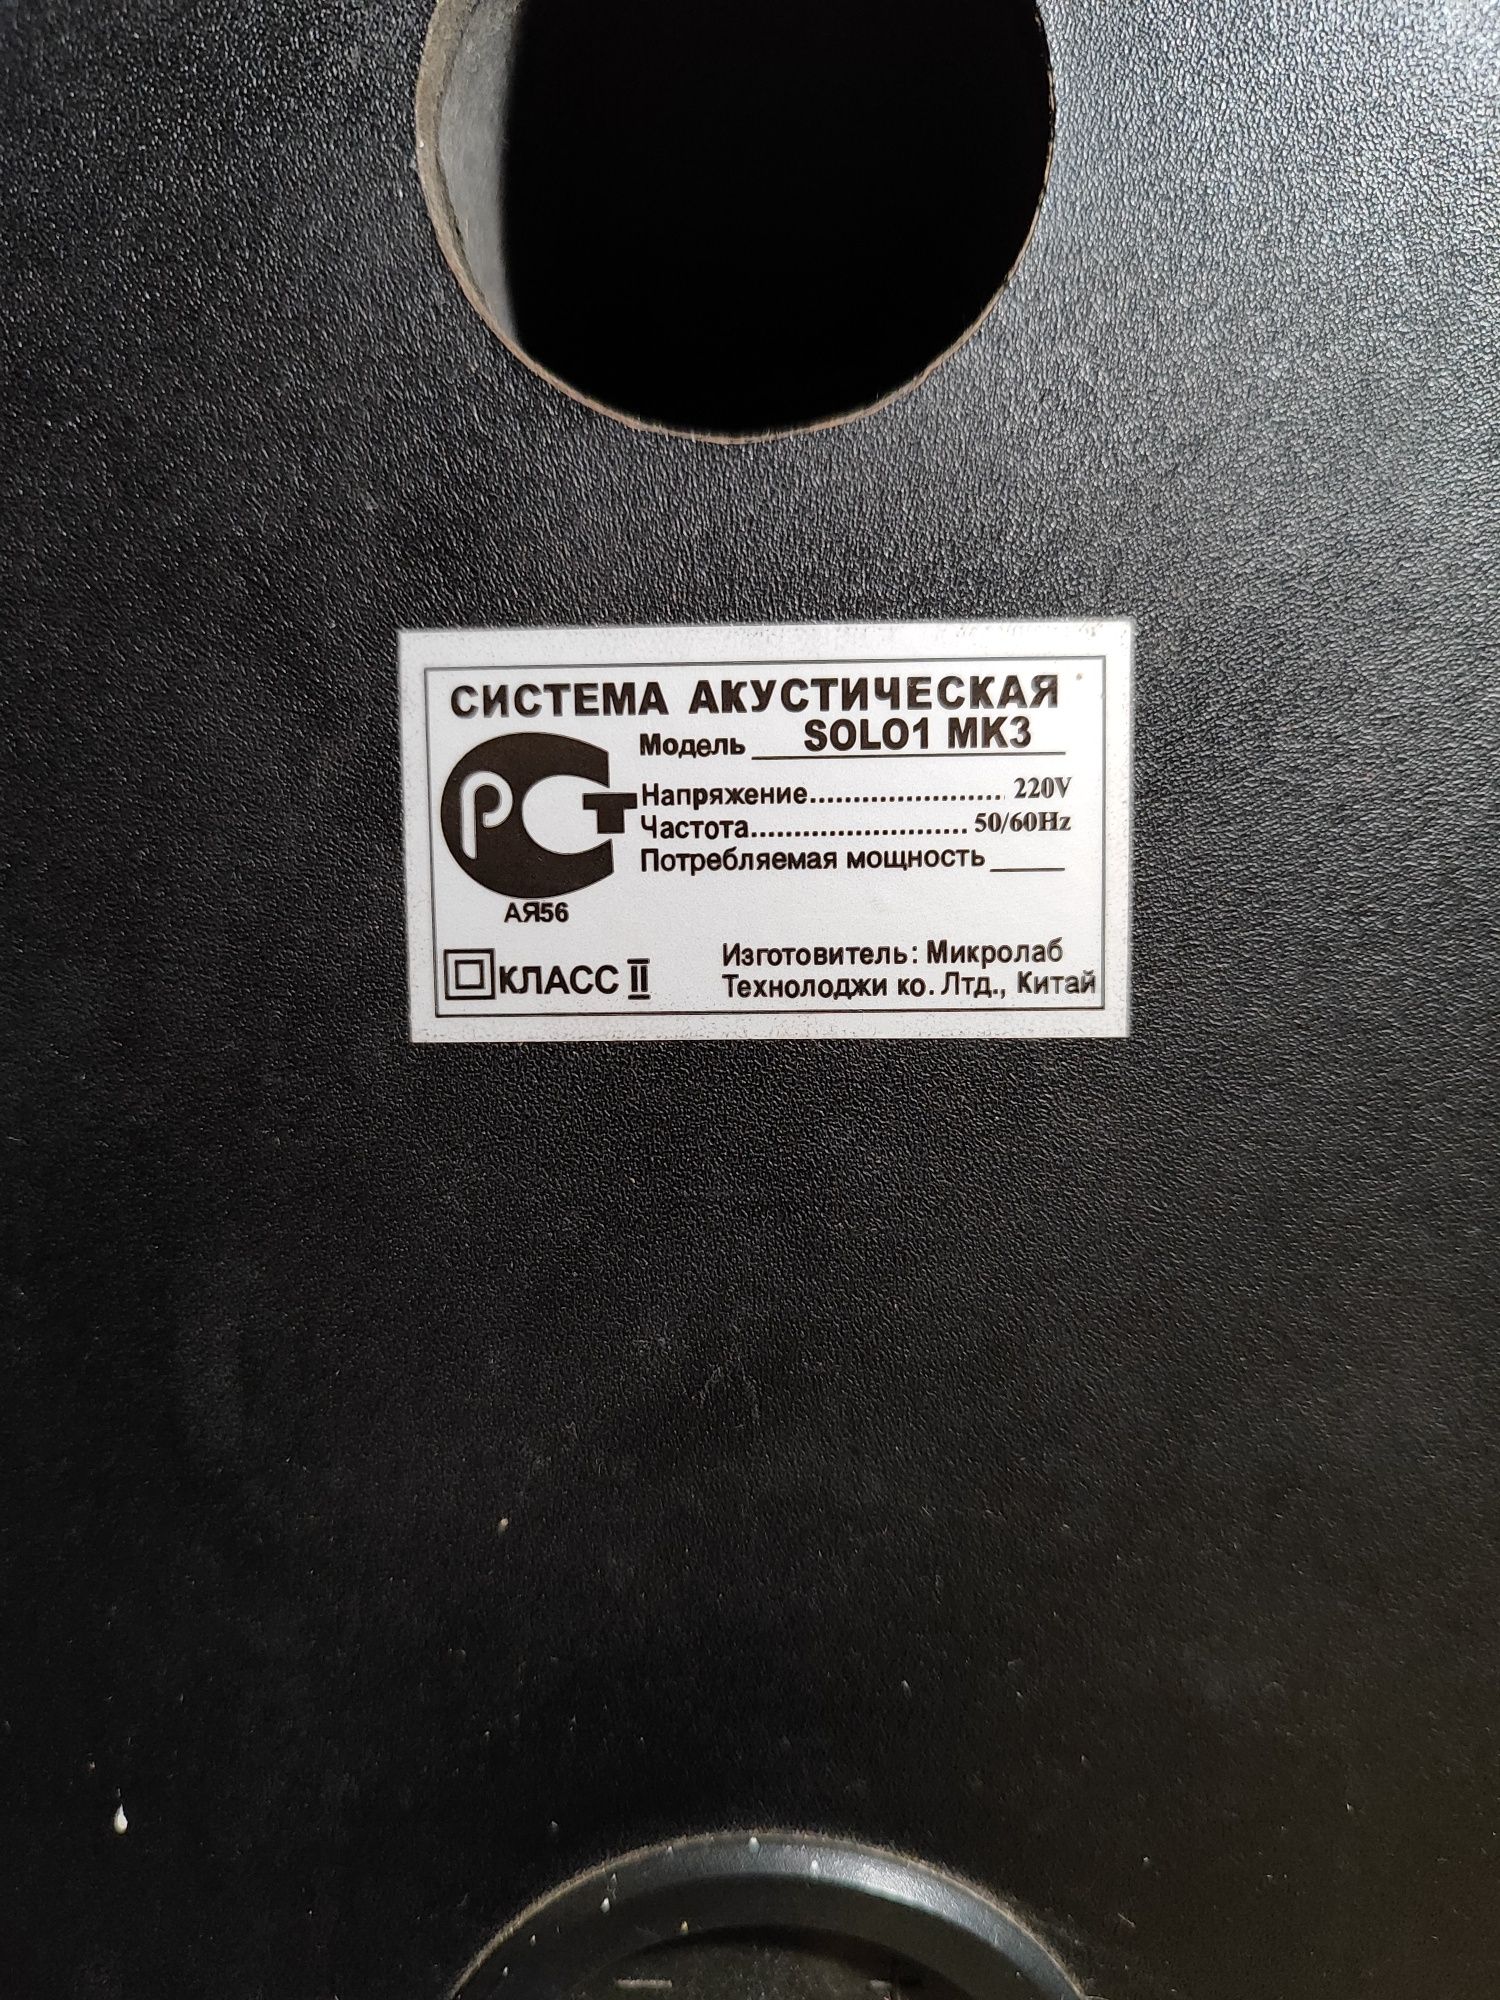 СИСТЕМА АКУСТИЧЕСКАЯ
Модель SOLO1 MK3
Напряжение...................... 220V
Частота......................... 50/60Hz
Потребляемая мощность _____
РСТ
АЯ56
КЛАСС II
Изготовитель: Микролаб
Технолоджи ко. Лтд., Китай